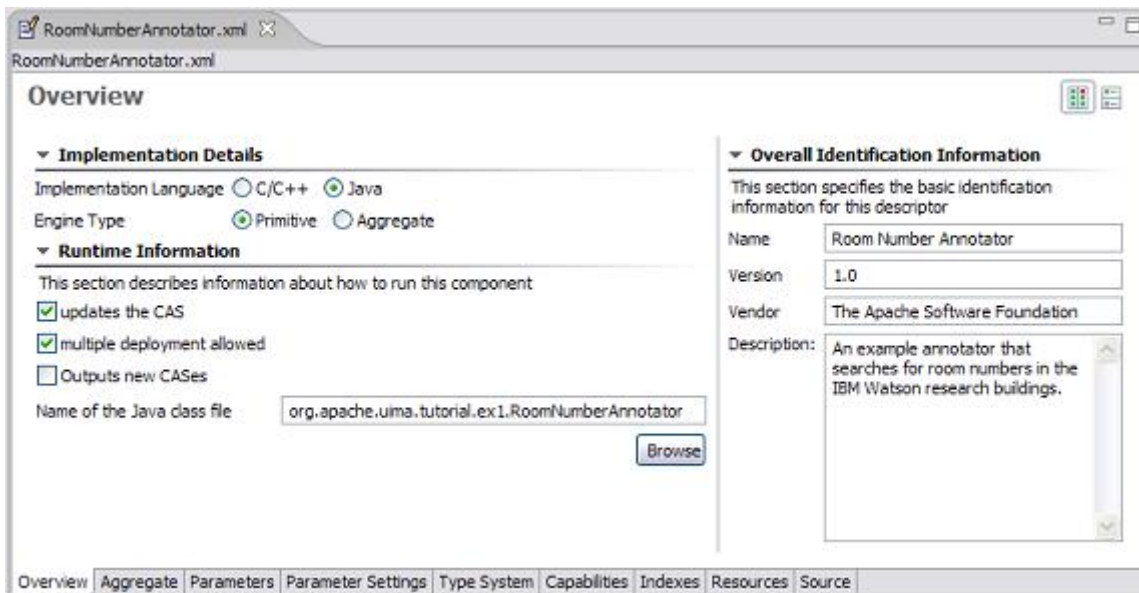 RoomNumberAnnotator.xml
RoomNumberAnnotator.xml
Overview
Implementation Details
Implementation Language C/C++ Java
Engine Type Primitive Aggregate
Runtime Information
This section describes information about how to run this component
updates the CAS
multiple deployment allowed
Outputs new CASes
Name of the Java class file org.apache.uima.tutorial.ex1.RoomNumberAnnotator
Browse
Overall Identification Information
This section specifies the basic identification
information for this descriptor
Name Room Number Annotator
Version 1.0
Vendor The Apache Software Foundation
Description: An example annotator that
searches for room numbers in the
IBM Watson research buildings.
Overview Aggregate Parameters Parameter Settings Type System Capabilities Indexes Resources Source